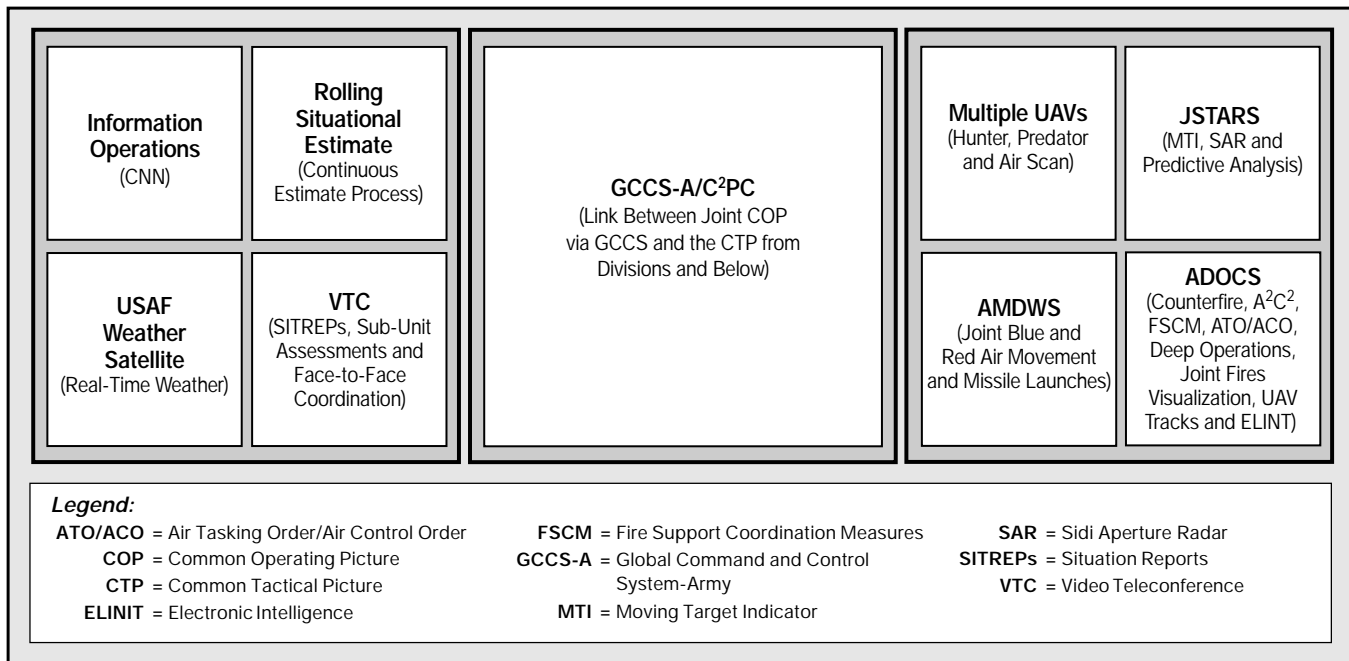 Information
Operations
(CNN)
Rolling
Situational
Estimate
(Continuous
Estimate Process)
USAF
Weather
Satellite
(Real-Time Weather)
VTC
(SITREPs, Sub-Unit
Assessments and
Face-to-Face
Coordination)
GCCS-A/C²PC
(Link Between Joint COP
via GCCS and the CTP from
Divisions and Below)
Multiple UAVs
(Hunter, Predator
and Air Scan)
JSTARS
(MTI, SAR and
Predictive Analysis)
AMDWS
(Joint Blue and
Red Air Movement
and Missile Launches)
ADOCS
(Counterfire, A²C²,
FSCM, ATO/ACO,
Deep Operations,
Joint Fires
Visualization, UAV
Tracks and ELINT)
Legend:
ATO/ACO = Air Tasking Order/Air Control Order
COP = Common Operating Picture
CTP = Common Tactical Picture
ELINIT = Electronic Intelligence
FSCM = Fire Support Coordination Measures
GCCS-A = Global Command and Control
System-Army
MTI = Moving Target Indicator
SAR = Sidi Aperture Radar
SITREPs = Situation Reports
VTC = Video Teleconference